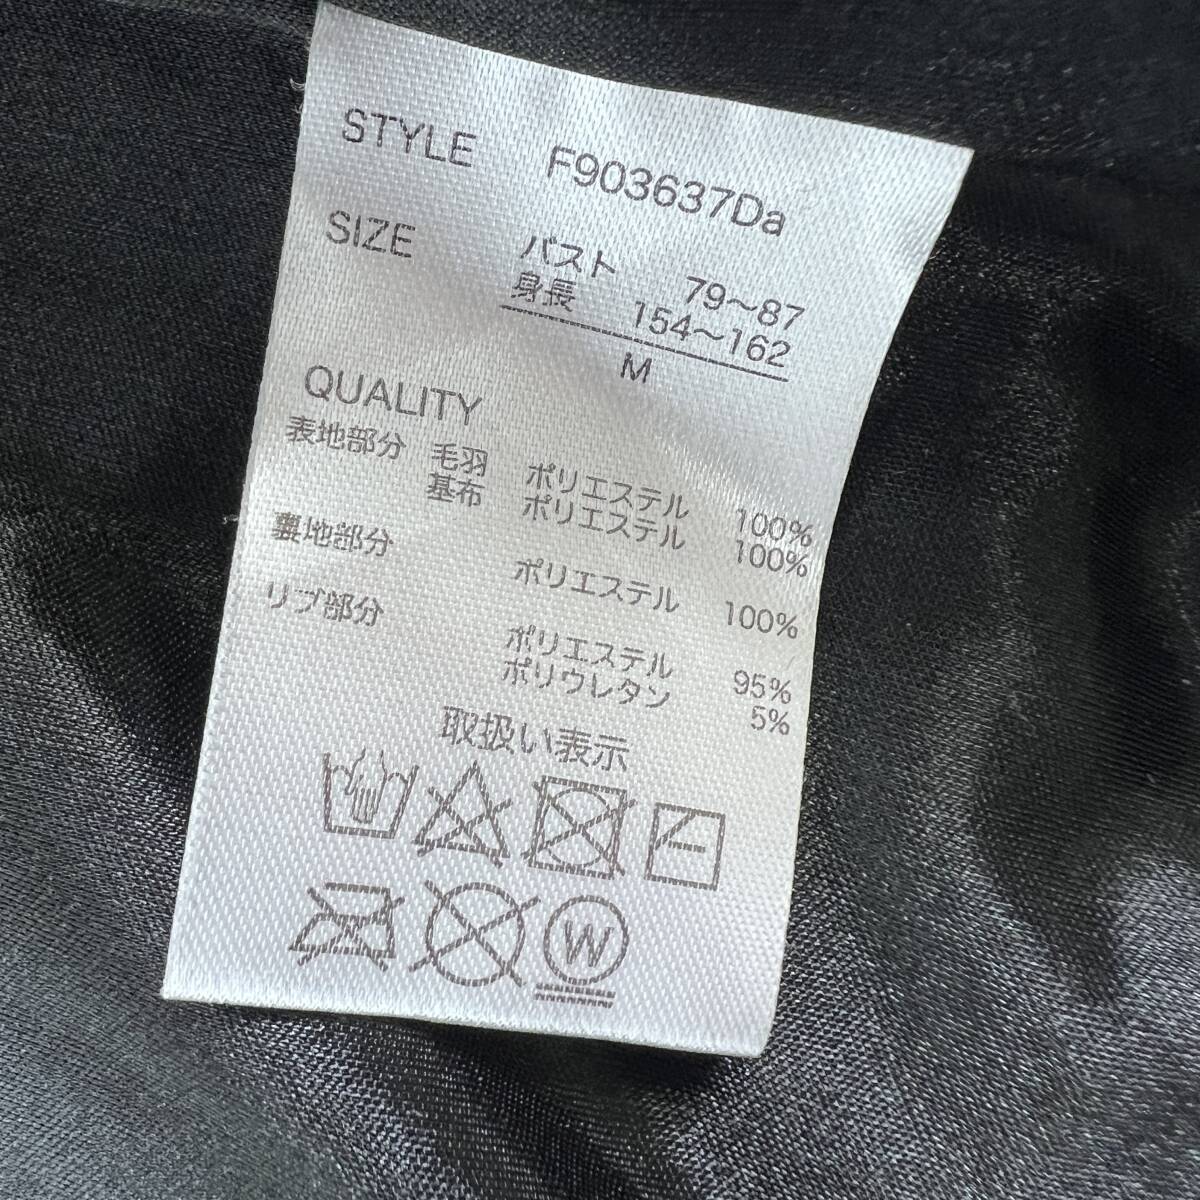 STYLE F903637Da
SIZE バスト 79～87
身長 154～162
M
QUALITY
表地部分 毛羽 ポリエステル 100%
基布 ポリエステル 100%
裏地部分 ポリエステル 100%
リブ部分 ポリエステル 95%
ポリウレタン 5%
取扱い表示
W